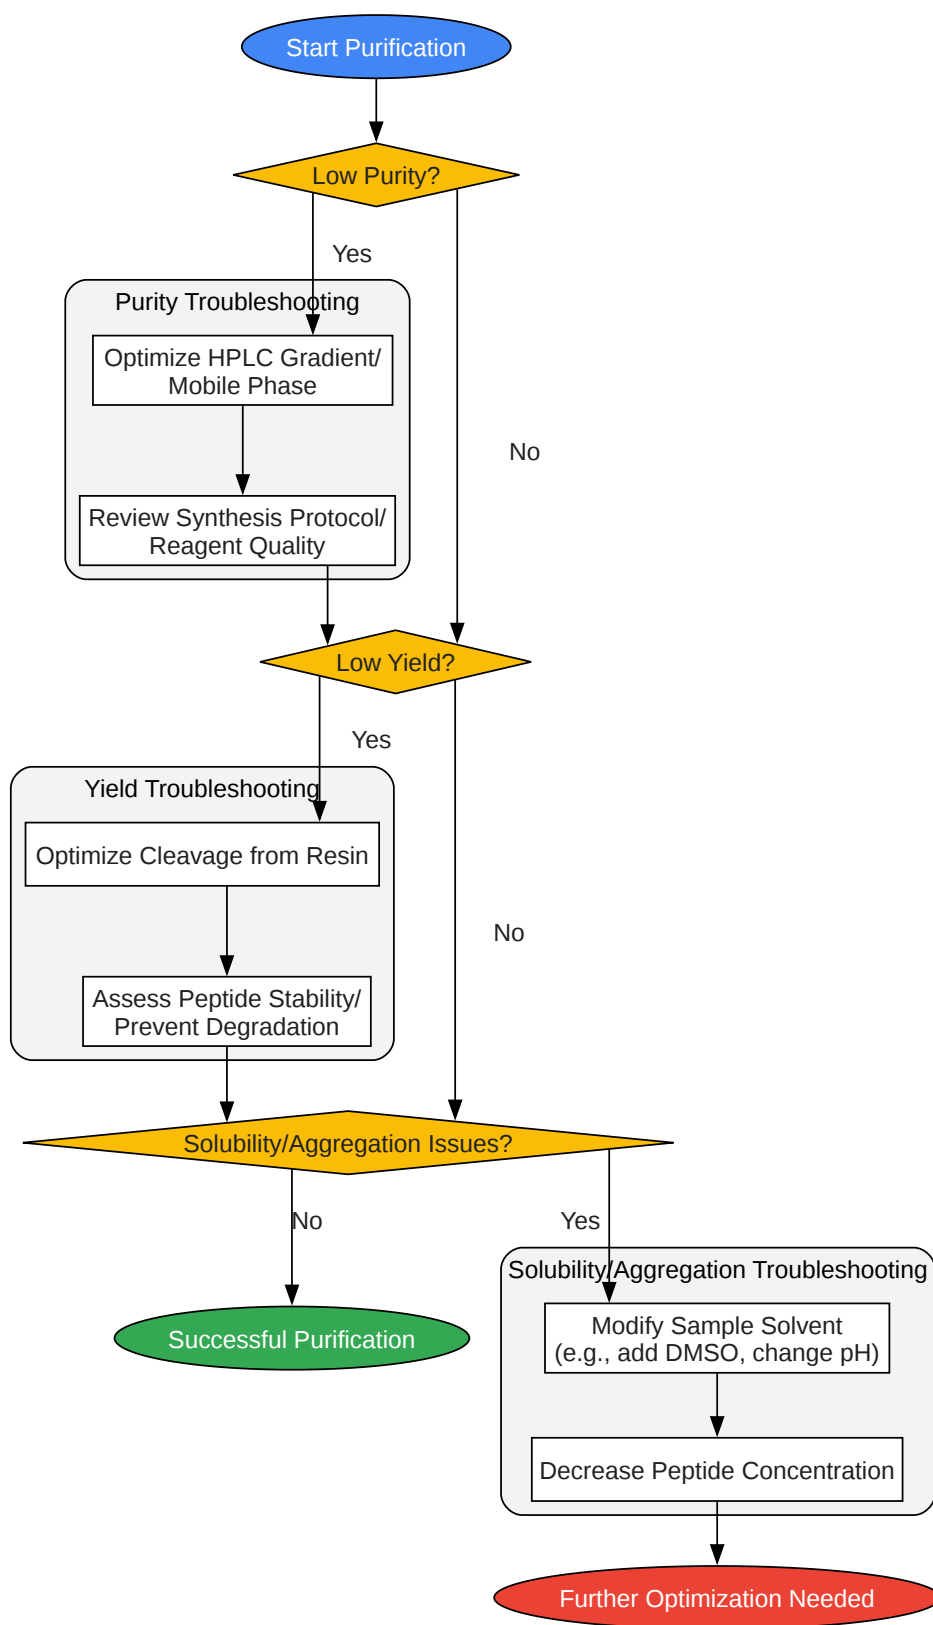 Start Purification
Low Purity?
Yes
Purity Troubleshooting
Optimize HPLC Gradient/
Mobile Phase
No
Review Synthesis Protocol/
Reagent Quality
Low Yield?
Yes
Yield Troubleshooting
Optimize Cleavage from Resin
No
Assess Peptide Stability/
Prevent Degradation
Solubility/Aggregation Issues?
No
Yes
Solubility/Aggregation Troubleshooting
Successful Purification
Modify Sample Solvent
(e.g., add DMSO, change pH)
Decrease Peptide Concentration
Further Optimization Needed